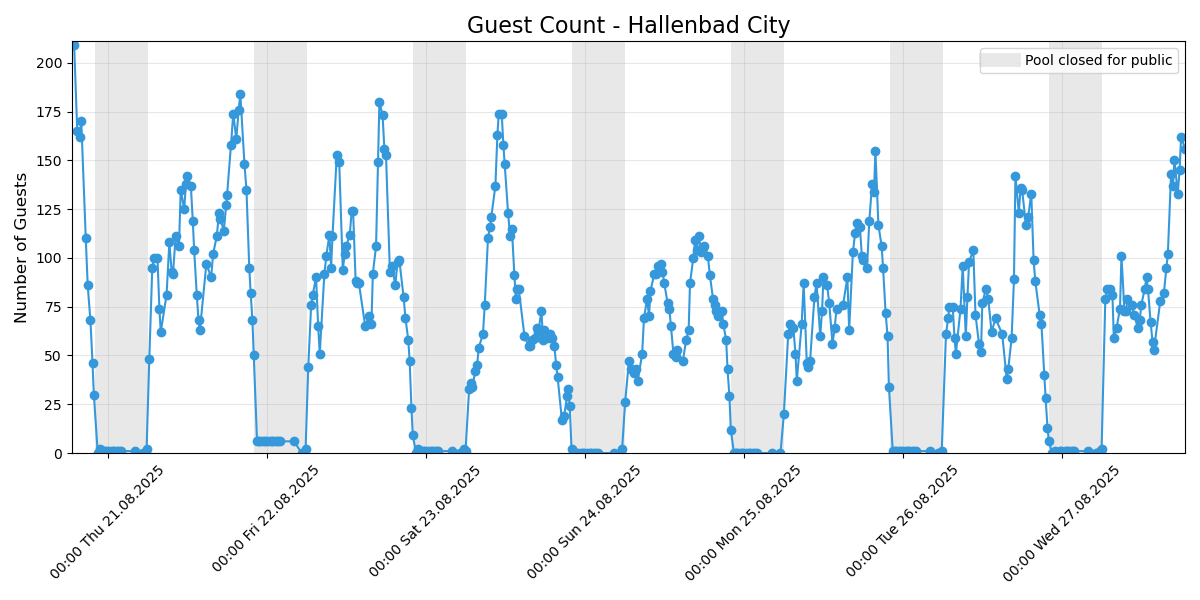 Guest Count - Hallenbad City
Pool closed for public
Number of Guests
200
175
150
125
100
75
50
25
0
00:00 Thu 21.08.2025
00:00 Fri 22.08.2025
00:00 Sat 23.08.2025
00:00 Sun 24.08.2025
00:00 Mon 25.08.2025
00:00 Tue 26.08.2025
00:00 Wed 27.08.2025